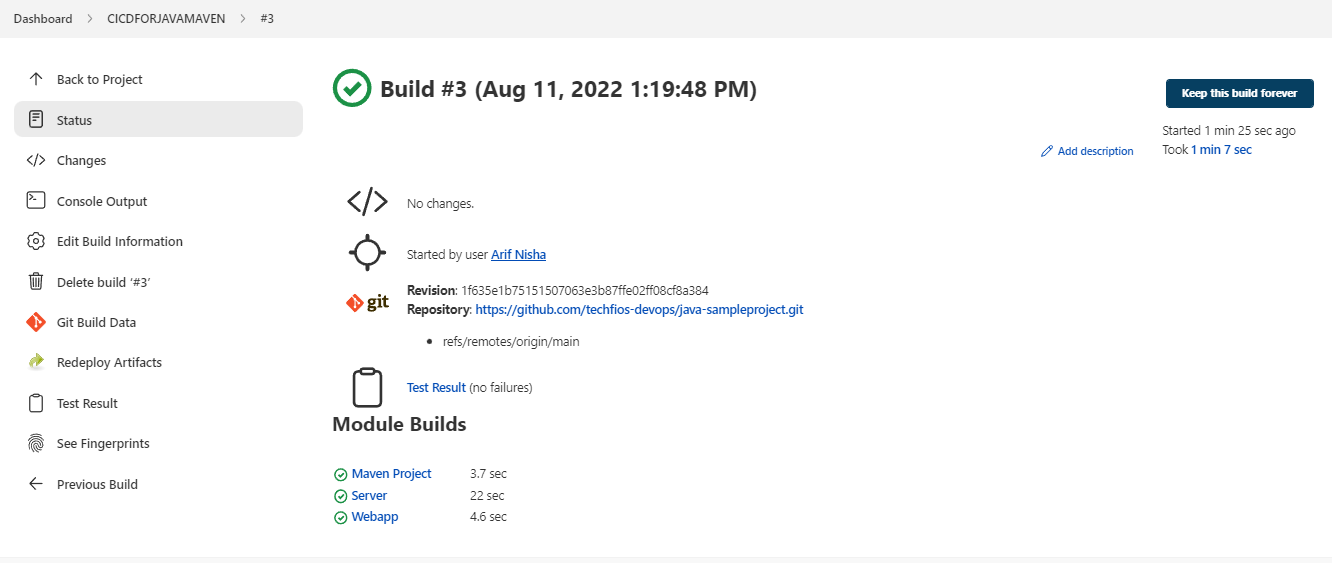 Dashboard > CICDFORJAVAMAVEN > #3
Back to Project
Status
Changes
Console Output
Edit Build Information
Delete build ‘#3’
Git Build Data
Redeploy Artifacts
Test Result
See Fingerprints
Previous Build
Build #3 (Aug 11, 2022 1:19:48 PM)
Keep this build forever
Started 1 min 25 sec ago
Took 1 min 7 sec
Add description
No changes.
Started by user Arif Nisha
git
Revision: 1f635e1b75151507063e3b87ffe02ff08cf8a384
Repository: https://github.com/techfios-devops/java-sampleproject.git
• refs/remotes/origin/main
Test Result (no failures)
Module Builds
Maven Project 3.7 sec
Server 22 sec
Webapp 4.6 sec